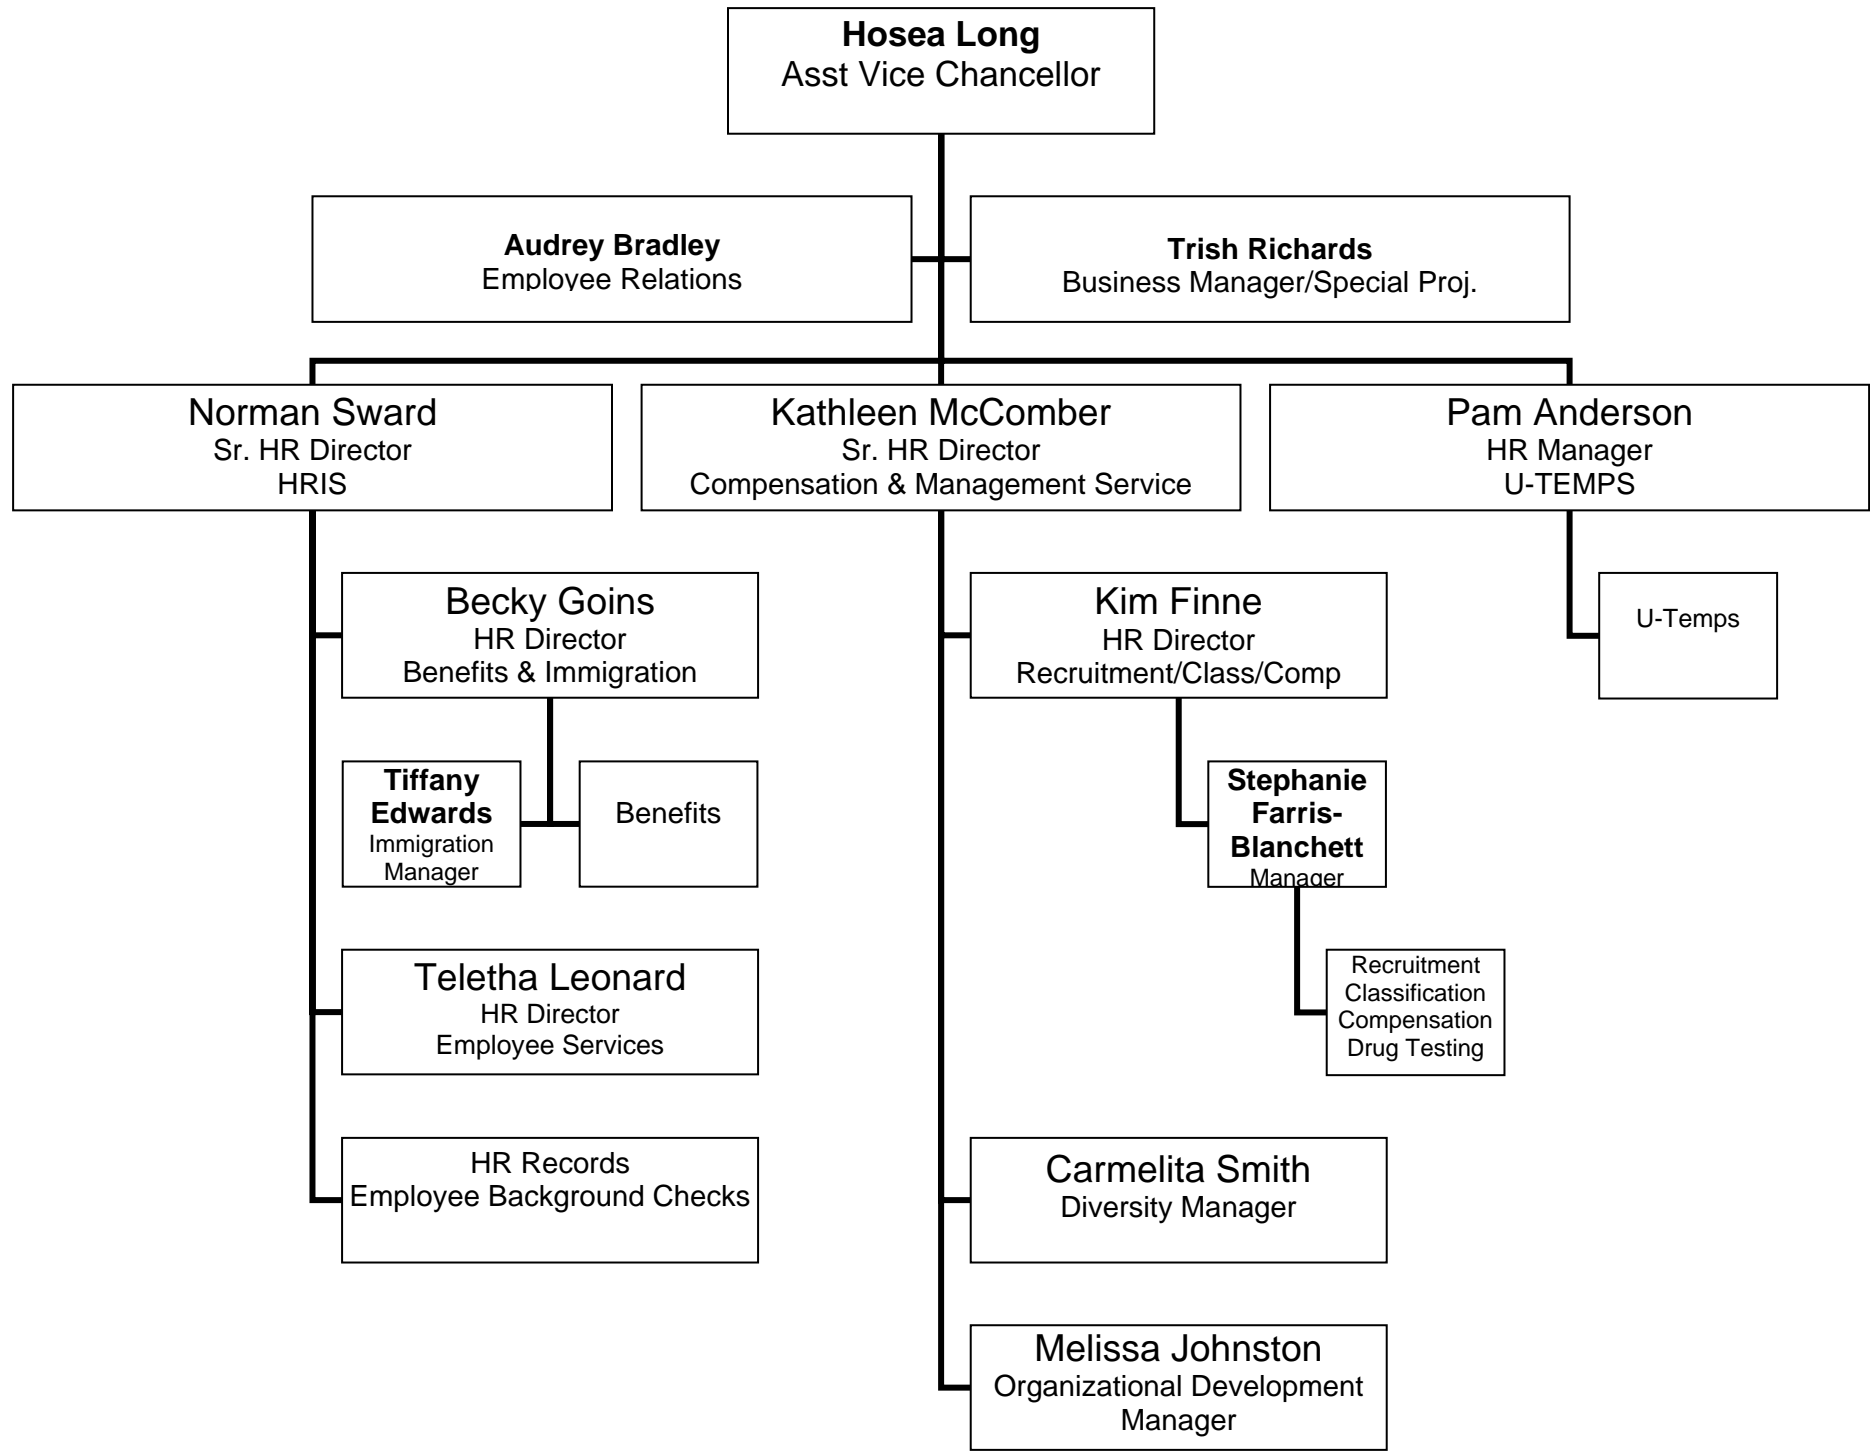 Hosea Long
Asst Vice Chancellor
Audrey Bradley
Employee Relations
Trish Richards
Business Manager/Special Proj.
Norman Sward
Sr. HR Director
HRIS
Kathleen McComber
Sr. HR Director
Compensation & Management Service
Pam Anderson
HR Manager
U-TEMPS
Becky Goins
HR Director
Benefits & Immigration
Kim Finne
HR Director
Recruitment/Class/Comp
U-Temps
Tiffany
Edwards
Immigration
Manager
Benefits
Stephanie
Farris-
Blanchett
Manager
Teletha Leonard
HR Director
Employee Services
Recruitment
Classification
Compensation
Drug Testing
HR Records
Employee Background Checks
Carmelita Smith
Diversity Manager
Melissa Johnston
Organizational Development
Manager